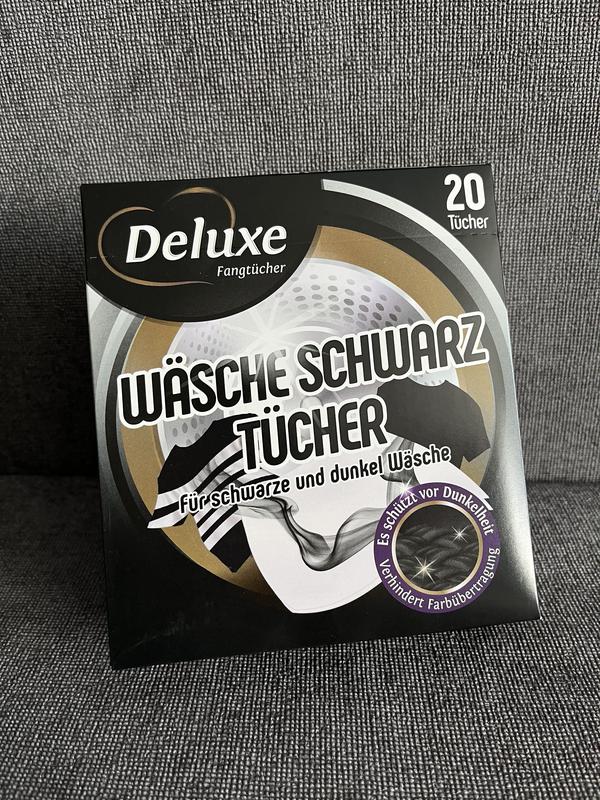 20
Tücher
Deluxe
Fangtücher
WÄSCHE SCHWARZ
TÜCHER
für schwarze und dunkel Wäsche
Es schützt vor Dunkelheit
Verhindert Farbübertragung